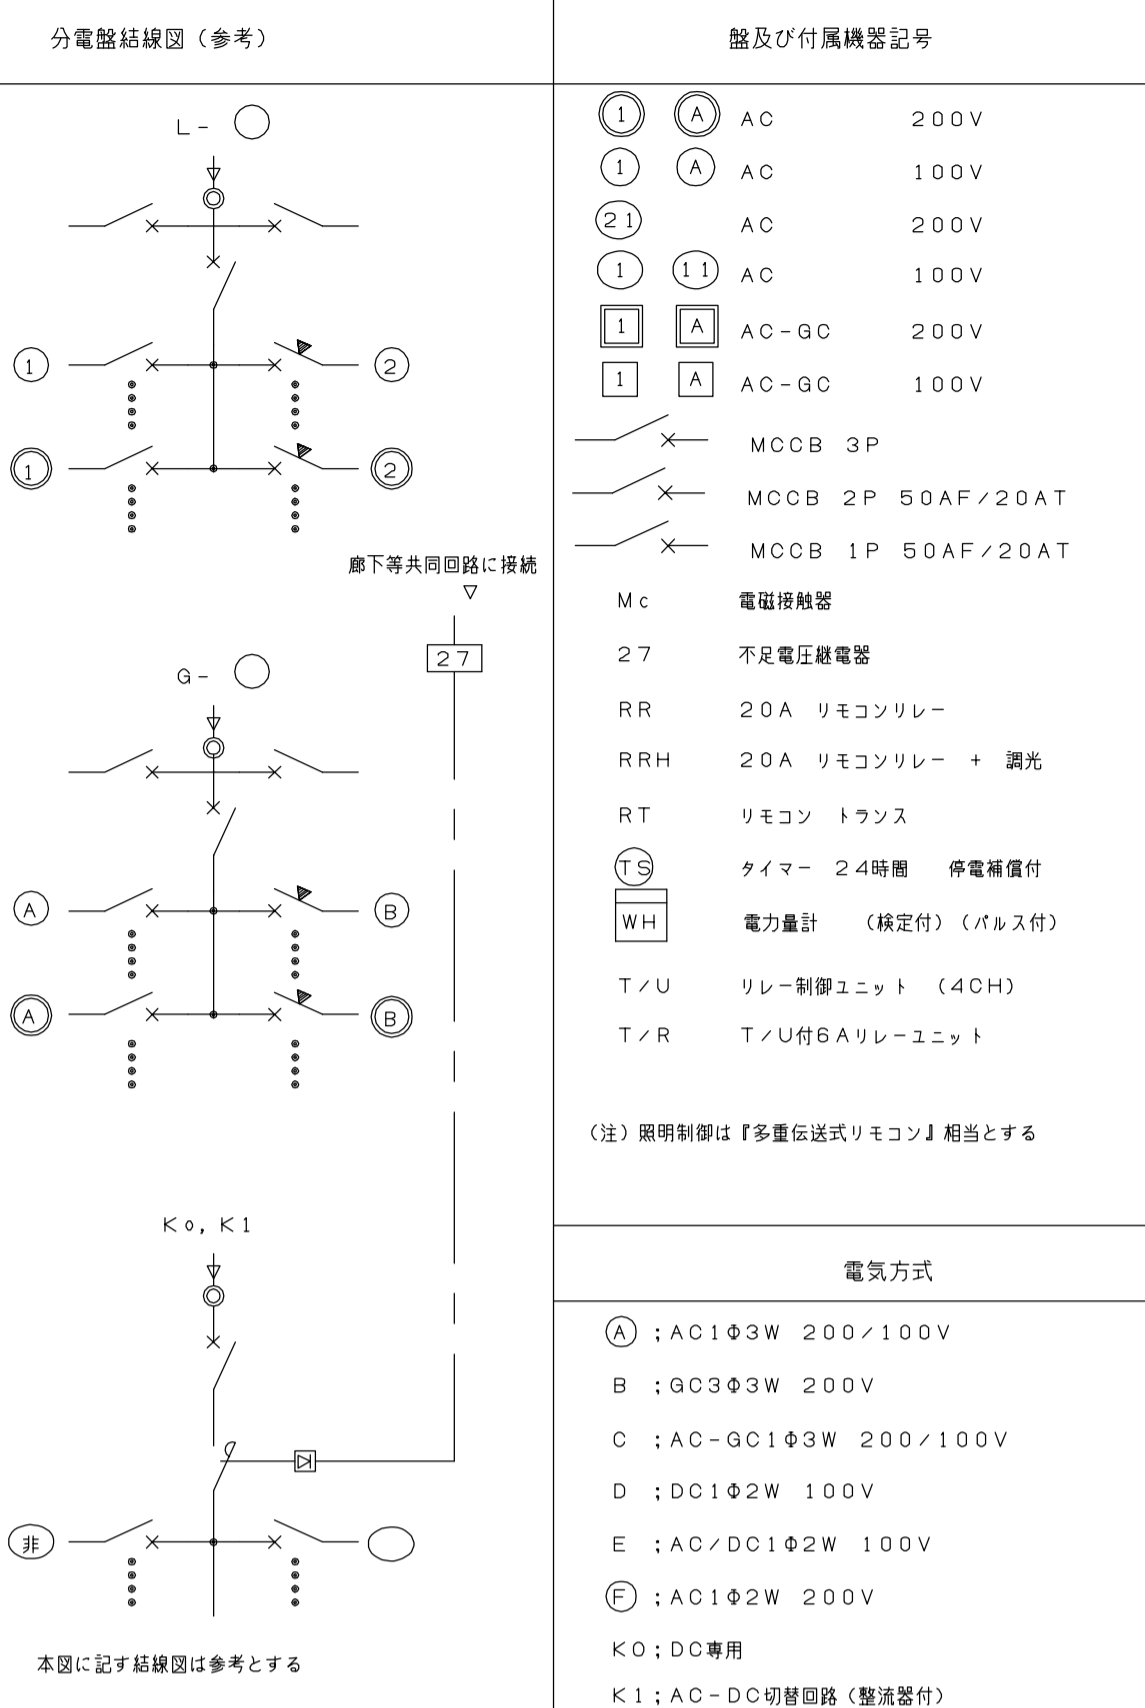 分電盤結線図（参考）
L-
1
2
1
2
廊下等共同回路に接続
27
G-
A
B
A
B
K0, K1
非
本図に記す結線図は参考とする
盤及び付属機器記号
1 A AC 200V
1 A AC 100V
21 AC 200V
1 11 AC 100V
1 A AC-GC 200V
1 A AC-GC 100V
MCCB 3P
MCCB 2P 50AF/20AT
MCCB 1P 50AF/20AT
Mc 電磁接触器
27 不足電圧継電器
RR 20A リモコンリレー
RRH 20A リモコンリレー + 調光
RT リモコン トランス
TS タイマー 24時間 停電補償付
WH 電力量計 （検定付）（パルス付）
T/U リレー制御ユニット （4CH）
T/R T/U付6Aリレーユニット
（注）照明制御は『多重伝送式リモコン』相当とする
電気方式
A ;AC1Φ3W 200/100V
B ;GC3Φ3W 200V
C ;AC-GC1Φ3W 200/100V
D ;DC1Φ2W 100V
E ;AC/DC1Φ2W 100V
F ;AC1Φ2W 200V
K0;DC専用
K1;AC-DC切替回路（整流器付）